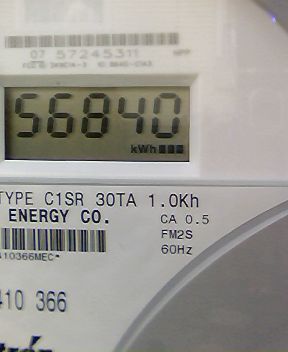 07 57245311
56840
kWh
TYPE C1SR 30TA 1.0Kh
ENERGY CO.
CA 0.5
FM2S
60Hz
410366MEC*
410 366